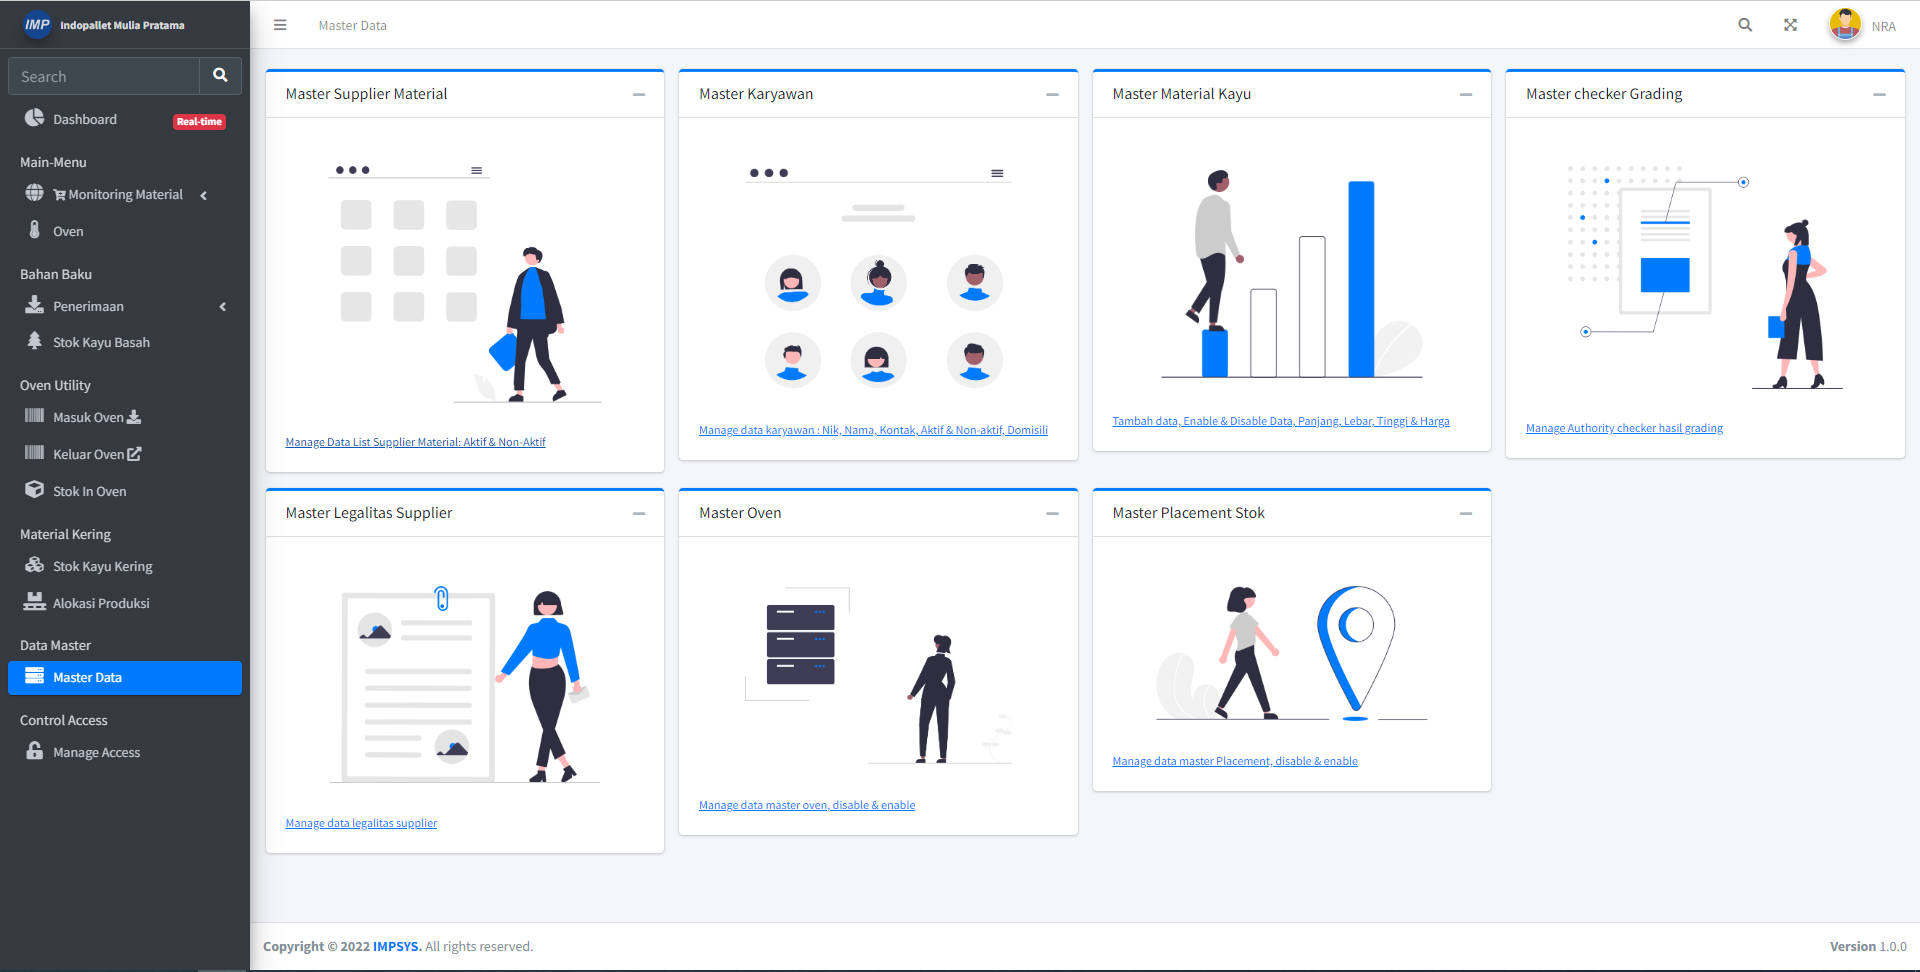 IMP Indopallet Mulia Pratama
Search
Dashboard Real-time
Main-Menu
Monitoring Material
Oven
Bahan Baku
Penerimaan
Stok Kayu Basah
Oven Utility
Masuk Oven
Keluar Oven
Stok In Oven
Material Kering
Stok Kayu Kering
Alokasi Produksi
Data Master
Master Data
Control Access
Manage Access
Master Data
NRA
Master Supplier Material
Manage Data List Supplier Material: Aktif & Non-Aktif
Master Karyawan
Manage data karyawan : Nik, Nama, Kontak, Aktif & Non-aktif, Domisili
Master Material Kayu
Tambah data, Enable & Disable Data, Panjang, Lebar, Tinggi & Harga
Master checker Grading
Manage Authority checker hasil grading
Master Legalitas Supplier
Manage data legalitas supplier
Master Oven
Manage data master oven, disable & enable
Master Placement Stok
Manage data master Placement, disable & enable
Copyright © 2022 IMPSYS. All rights reserved.
Version 1.0.0